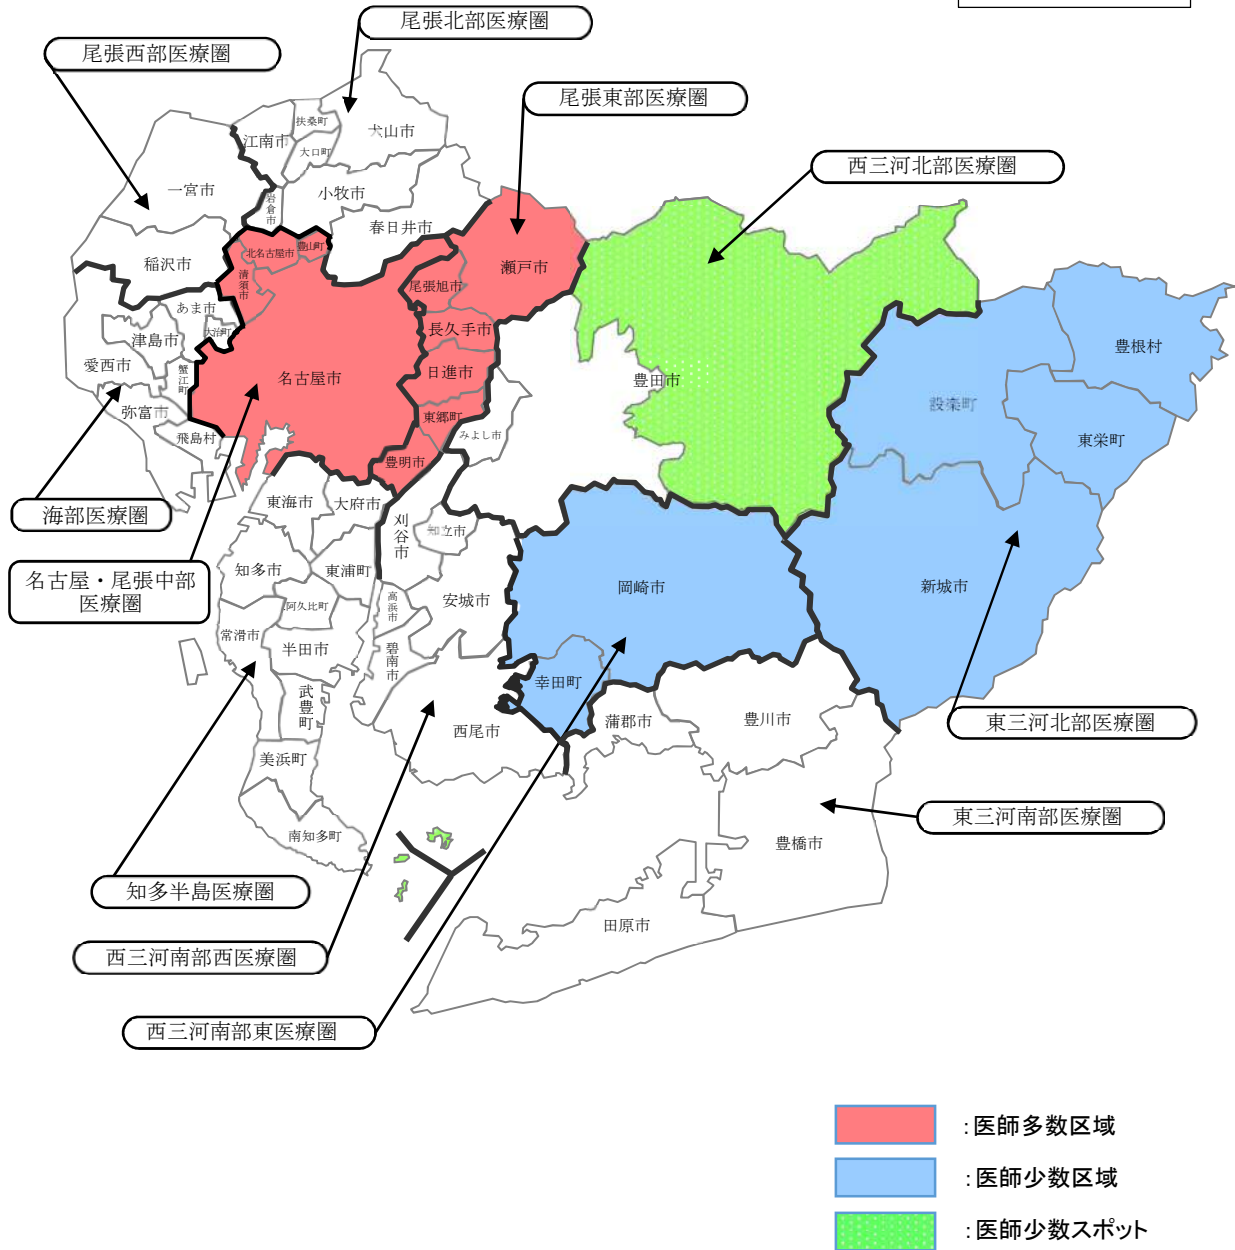 尾張北部医療圏
尾張西部医療圏
尾張東部医療圏
西三河北部医療圏
扶桑町
犬山市
江南市
大口町
一宮市
小牧市
岩倉市
春日井市
北名古屋市
豊山町
瀬戸市
稲沢市
清須市
尾張旭市
あま市
大治町
津島市
長久手市
愛西市
蟹江町
名古屋市
日進市
豊田市
豊根村
設楽町
弥富市
東郷町
飛島村
みよし市
東栄町
豊明市
海部医療圏
東海市
大府市
刈谷市
知立市
名古屋・尾張中部
医療圏
知多市
東浦町
岡崎市
新城市
高浜市
安城市
阿久比町
常滑市
半田市
碧南市
幸田町
武豊町
西尾市
蒲郡市
豊川市
東三河北部医療圏
美浜町
東三河南部医療圏
南知多町
豊橋市
知多半島医療圏
田原市
西三河南部西医療圏
西三河南部東医療圏
:医師多数区域
:医師少数区域
:医師少数スポット